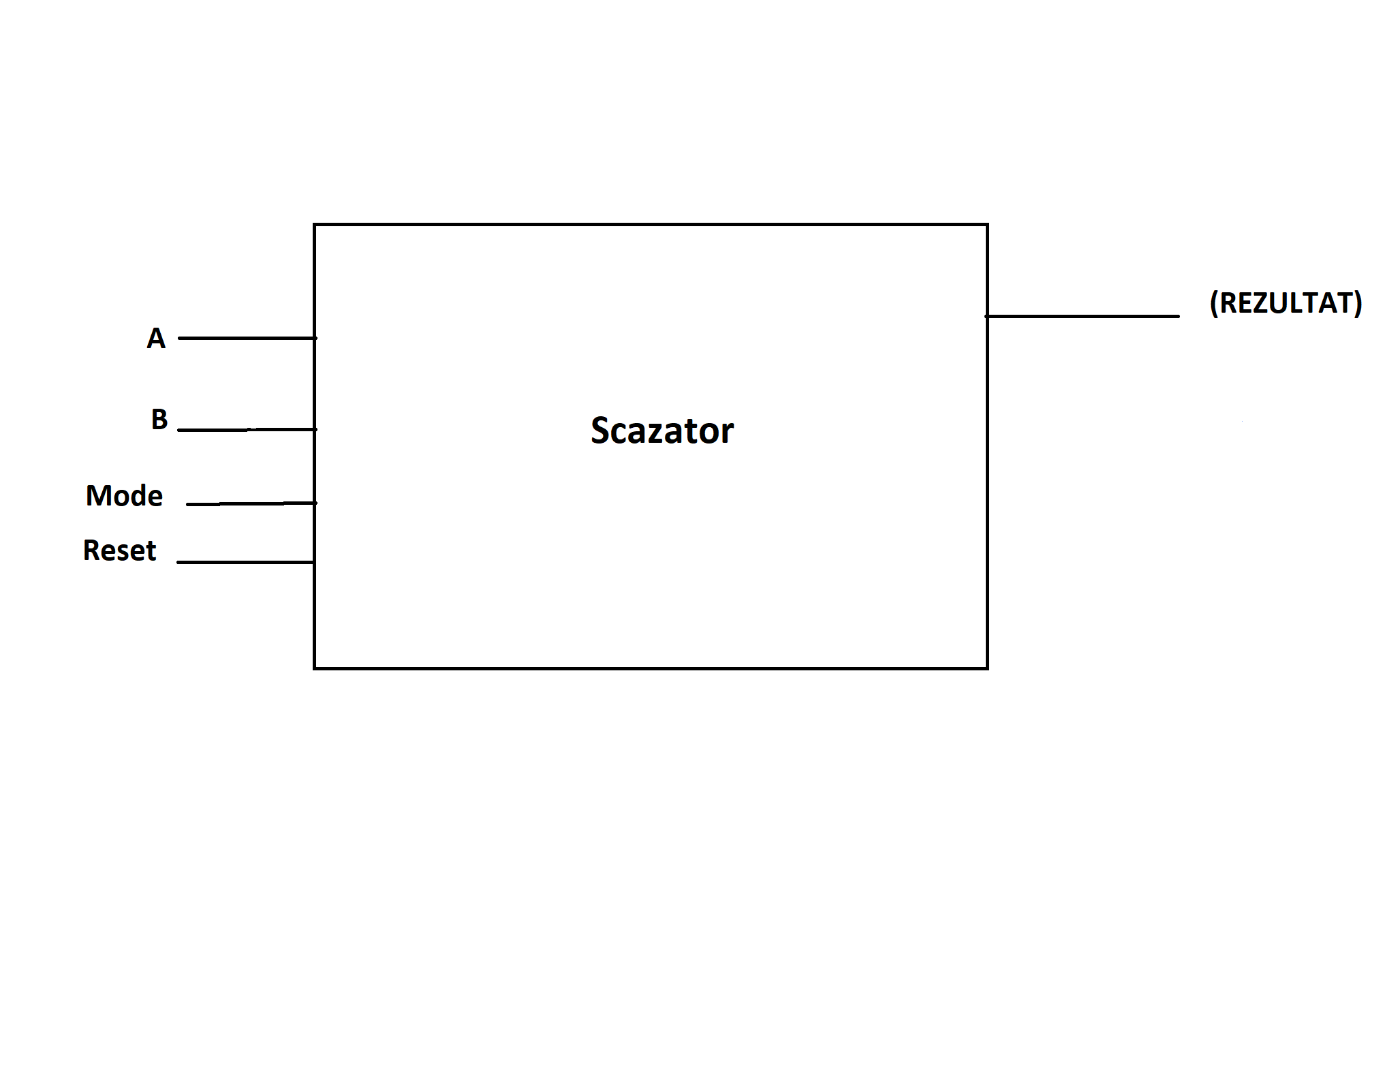 (REZULTAT)
A
B
Scazator
Mode
Reset